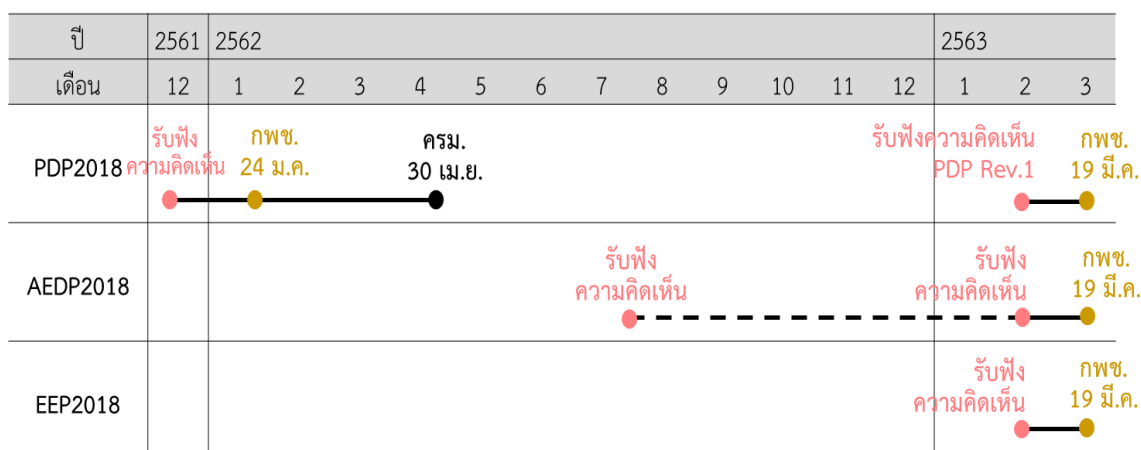 ปี 2561 2562 2563
เดือน 12 1 2 3 4 5 6 7 8 9 10 11 12 1 2 3
รับฟัง กพช. ครม. รับฟังความคิดเห็น กพช.
PDP2018 ความคิดเห็น 24 ม.ค. 30 เม.ย. PDP Rev.1 19 มี.ค.
รับฟัง รับฟัง กพช.
AEDP2018 ความคิดเห็น ความคิดเห็น 19 มี.ค.
รับฟัง กพช.
EEP2018 ความคิดเห็น 19 มี.ค.